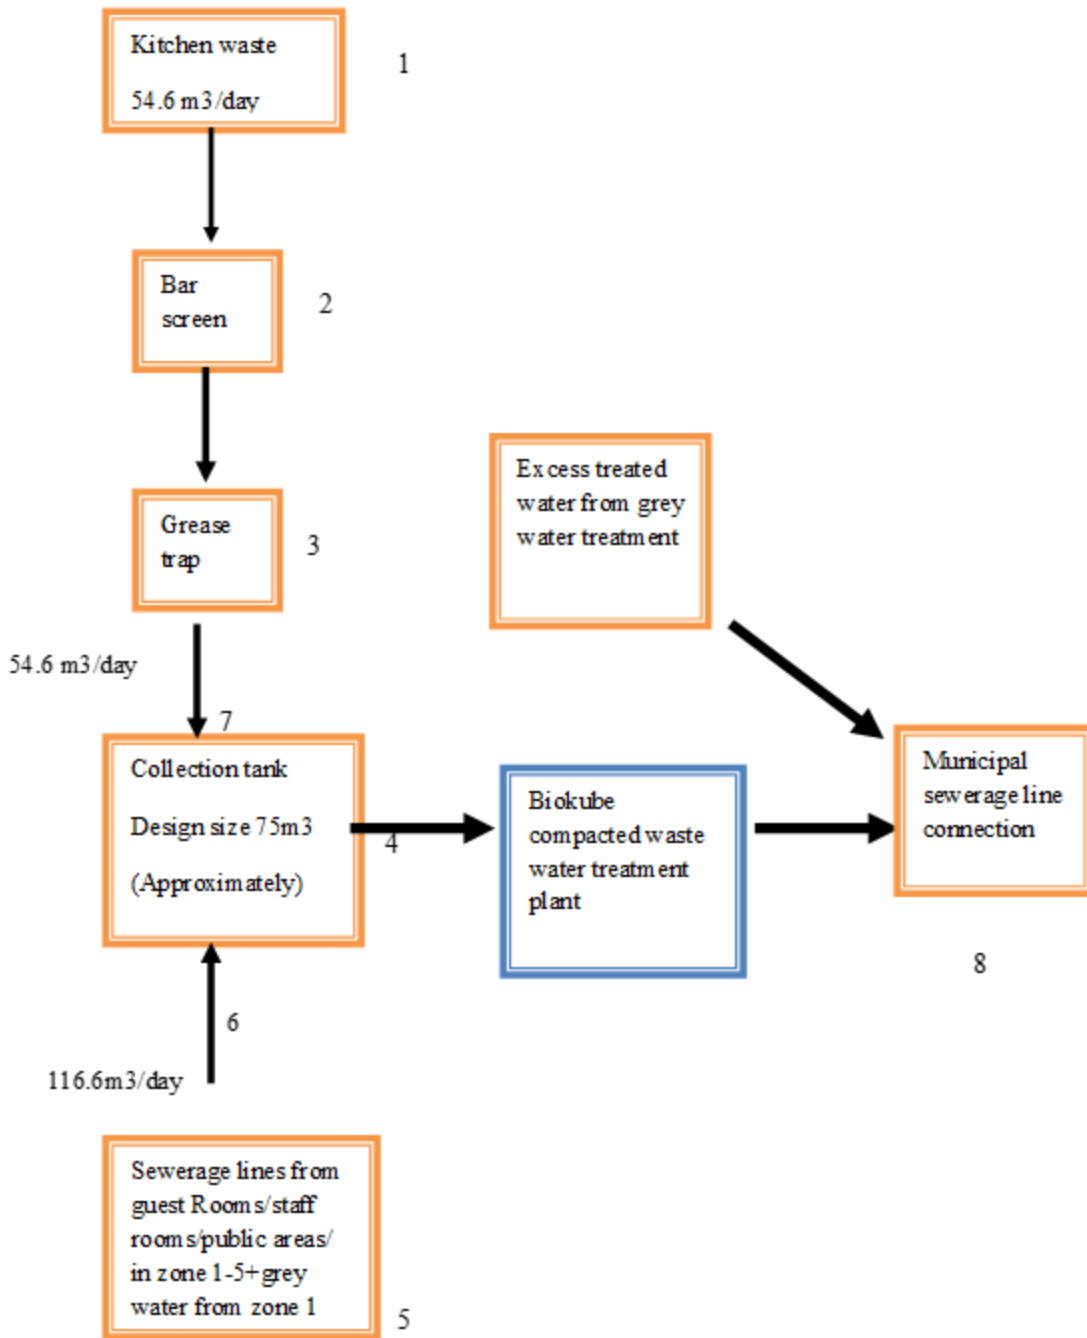 Kitchen waste
54.6 m3/day
1
Bar
screen
2
Grease
trap
3
Excess treated
water from grey
water treatment
54.6 m3/day
7
Collection tank
Design size 75m3
(Approximately)
4
Biokube
compacted waste
water treatment
plant
Municipal
sewerage line
connection
8
6
116.6m3/day
Sewerage lines from
guest Rooms/staff
rooms/public areas/
in zone 1-5+grey
water from zone 1
5